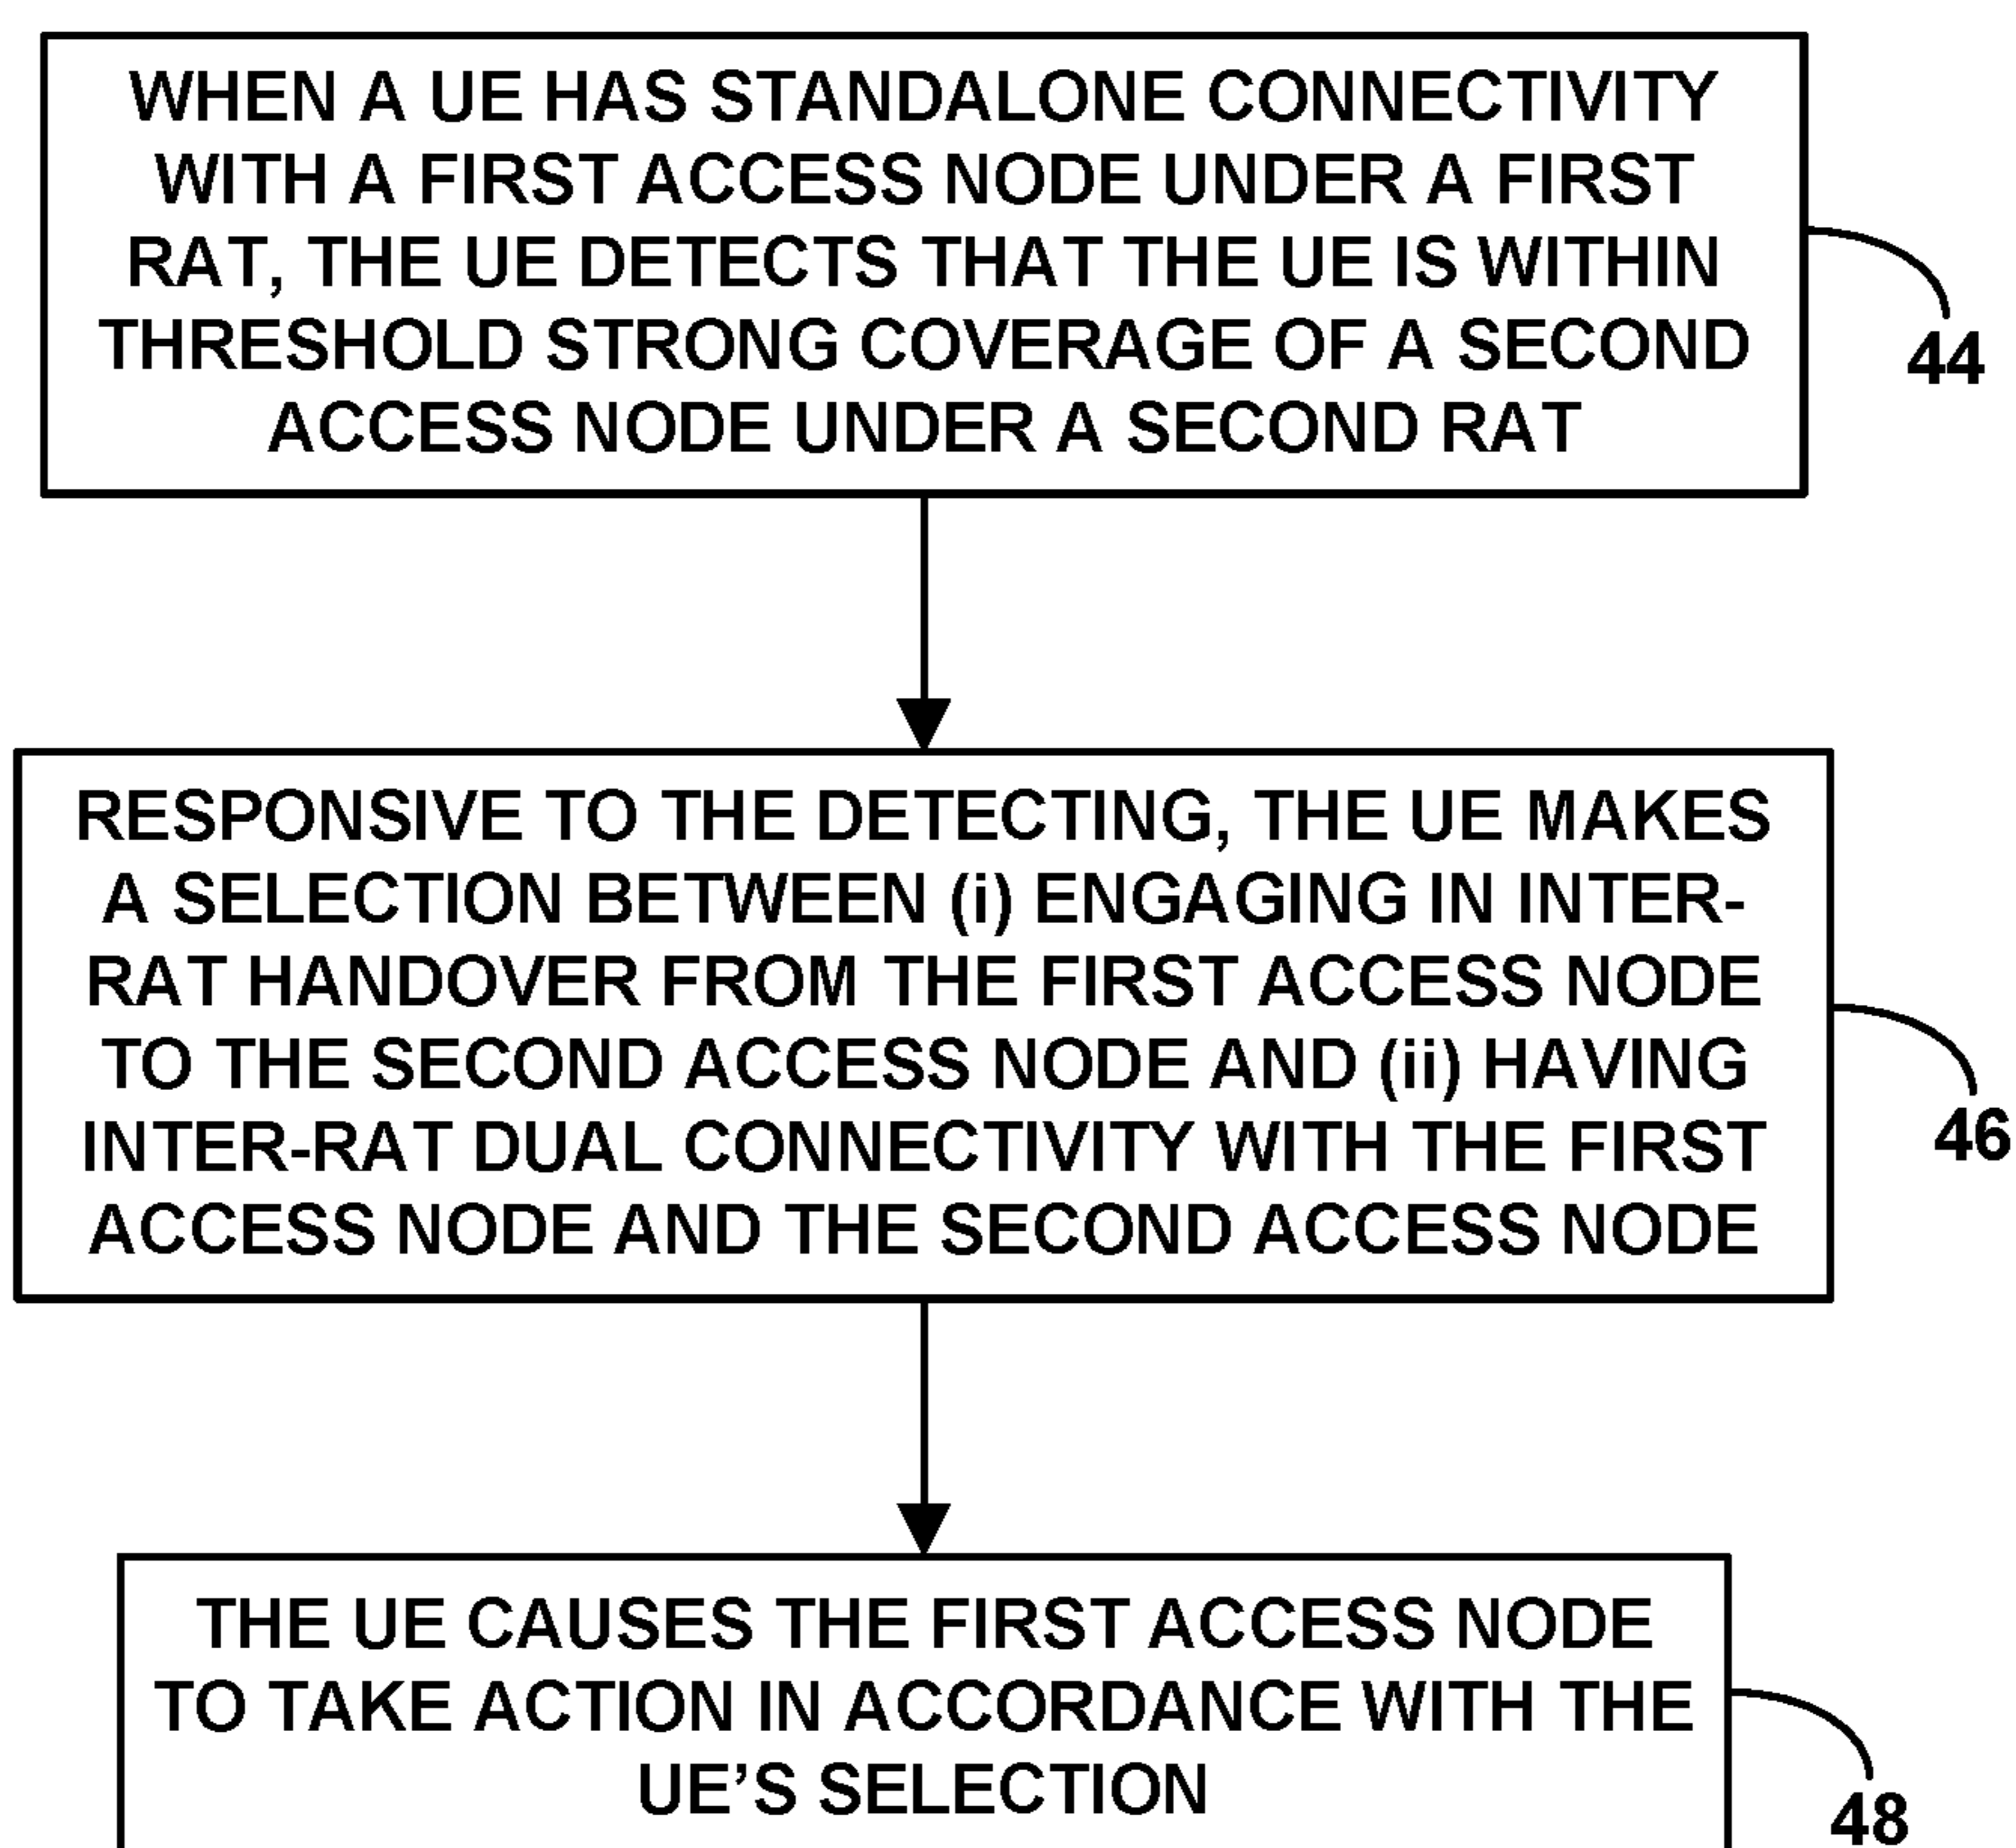 WHEN A UE HAS STANDALONE CONNECTIVITY
WITH A FIRST ACCESS NODE UNDER A FIRST
RAT, THE UE DETECTS THAT THE UE IS WITHIN
THRESHOLD STRONG COVERAGE OF A SECOND
ACCESS NODE UNDER A SECOND RAT
44
RESPONSIVE TO THE DETECTING, THE UE MAKES
A SELECTION BETWEEN (i) ENGAGING IN INTER-
RAT HANDOVER FROM THE FIRST ACCESS NODE
TO THE SECOND ACCESS NODE AND (ii) HAVING
INTER-RAT DUAL CONNECTIVITY WITH THE FIRST
ACCESS NODE AND THE SECOND ACCESS NODE
46
THE UE CAUSES THE FIRST ACCESS NODE
TO TAKE ACTION IN ACCORDANCE WITH THE
UE’S SELECTION
48